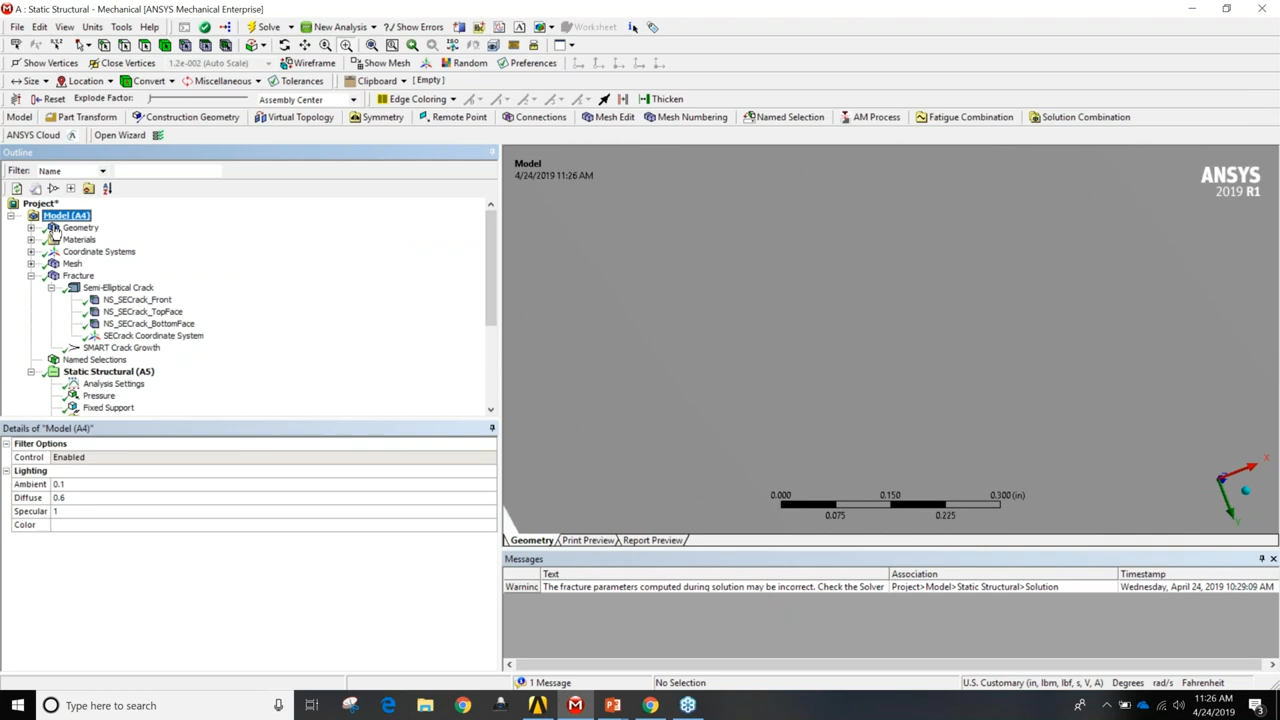 A : Static Structural - Mechanical [ANSYS Mechanical Enterprise]
File Edit View Units Tools Help Solve New Analysis ? Show Errors Worksheet
Show Vertices Close Vertices 1.2e-002 (Auto Scale) Wireframe Show Mesh Random Preferences
Size Location Convert Miscellaneous Tolerances Clipboard [Empty]
Reset Explode Factor: Assembly Center Edge Coloring Thicken
Model Part Transform Construction Geometry Virtual Topology Symmetry Remote Point Connections Mesh Edit Mesh Numbering Named Selection AM Process Fatigue Combination Solution Combination
ANSYS Cloud Open Wizard
Outline
Filter: Name
Project*
Model (A4)
Geometry
Materials
Coordinate Systems
Mesh
Fracture
Semi-Elliptical Crack
NS_SECrack_Front
NS_SECrack_TopFace
NS_SECrack_BottomFace
SECrack Coordinate System
SMART Crack Growth
Named Selections
Static Structural (A5)
Analysis Settings
Pressure
Fixed Support
Details of "Model (A4)"
Filter Options
Control Enabled
Lighting
Ambient 0.1
Diffuse 0.6
Specular 1
Color
Model
4/24/2019 11:26 AM
ANSYS
2019 R1
X
Y
0.000 0.150 0.300 (in)
0.075 0.225
Geometry Print Preview Report Preview
Messages
Text Association Timestamp
Warning The fracture parameters computed during solution may be incorrect. Check the Solver Project>Model>Static Structural>Solution Wednesday, April 24, 2019 10:29:09 AM
1 Message No Selection U.S. Customary (in, lbm, lbf, s, V, A) Degrees rad/s Fahrenheit
Type here to search
11:26 AM
4/24/2019
3